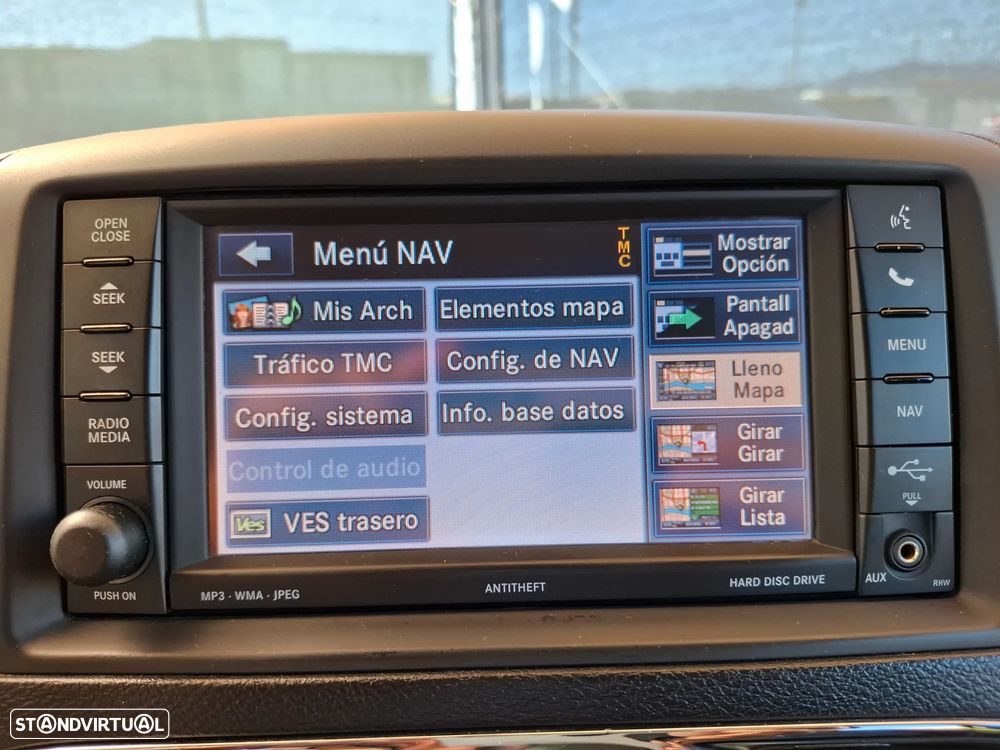 OPEN
CLOSE
SEEK
SEEK
RADIO
MEDIA
VOLUME
PUSH ON
Menú NAV
TMC
Mis Arch
Elementos mapa
Tráfico TMC
Config. de NAV
Config. sistema
Info. base datos
Control de audio
Ves
VES trasero
Mostrar
Opción
Pantall
Apagad
Lleno
Mapa
Girar
Girar
Girar
Lista
MENU
NAV
PULL
AUX
RHW
MP3 · WMA · JPEG
ANTITHEFT
HARD DISC DRIVE
STANDVIRTUAL